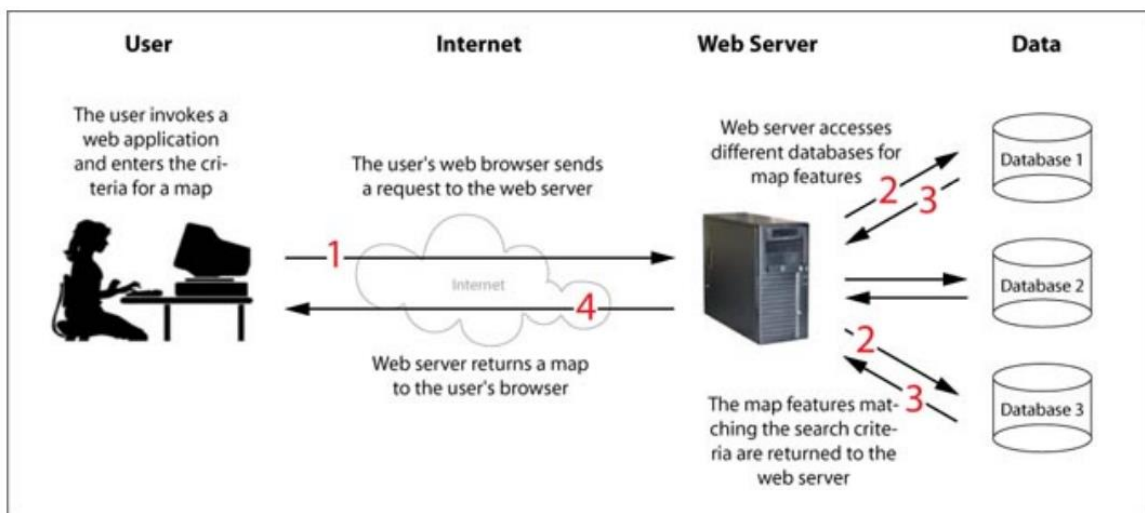 User
Internet
Web Server
Data
The user invokes a
web application
and enters the cri-
teria for a map
The user's web browser sends
a request to the web server
1
Internet
4
Web server returns a map
to the user's browser
Web server accesses
different databases for
map features
2
3
2
3
The map features mat-
ching the search crite-
ria are returned to the
web server
Database 1
Database 2
Database 3